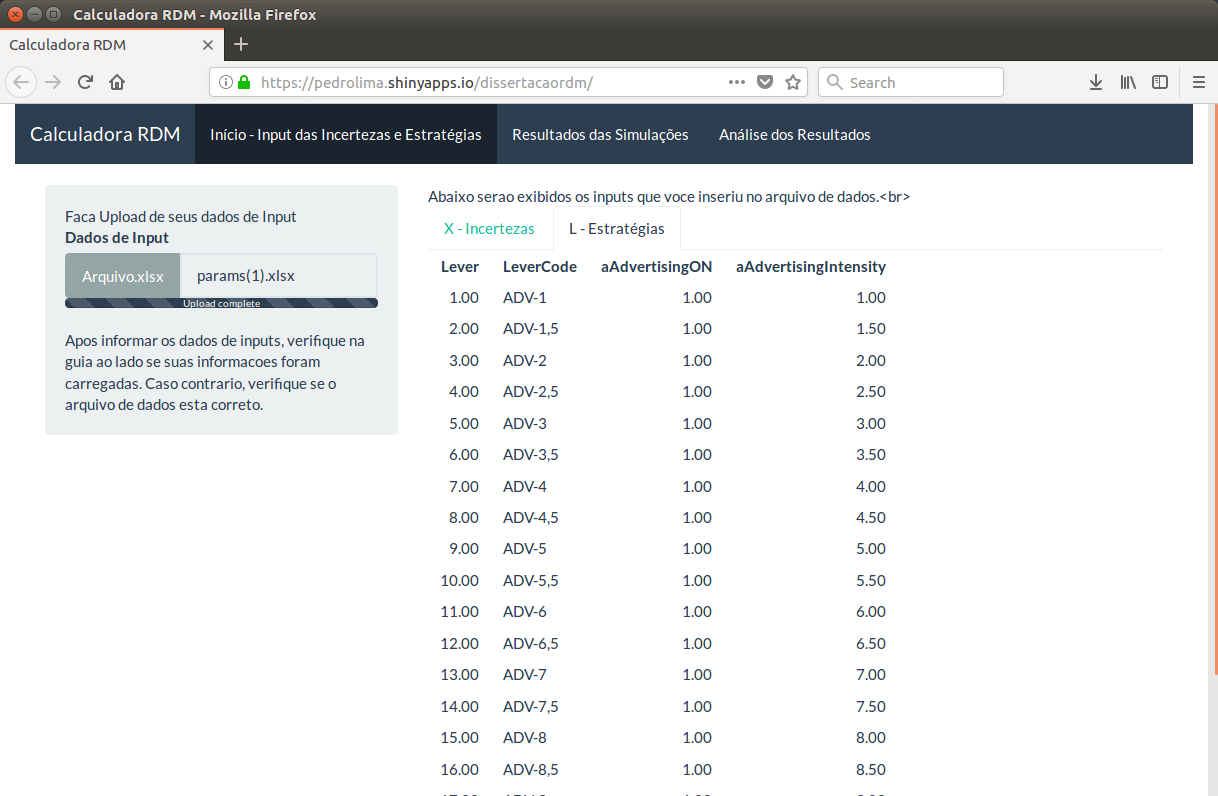 Calculadora RDM - Mozilla Firefox
Calculadora RDM
https://pedrolima.shinyapps.io/dissertacaordm/
Search
Calculadora RDM
Início - Input das Incertezas e Estratégias
Resultados das Simulações
Análise dos Resultados
Faca Upload de seus dados de Input
Dados de Input
Arquivo.xlsx params(1).xlsx
Upload complete
Apos informar os dados de inputs, verifique na
guia ao lado se suas informacoes foram
carregadas. Caso contrario, verifique se o
arquivo de dados esta correto.
Abaixo serao exibidos os inputs que voce inseriu no arquivo de dados.<br>
X - Incertezas L - Estratégias
Lever LeverCode aAdvertisingON aAdvertisingIntensity
1.00 ADV-1 1.00 1.00
2.00 ADV-1,5 1.00 1.50
3.00 ADV-2 1.00 2.00
4.00 ADV-2,5 1.00 2.50
5.00 ADV-3 1.00 3.00
6.00 ADV-3,5 1.00 3.50
7.00 ADV-4 1.00 4.00
8.00 ADV-4,5 1.00 4.50
9.00 ADV-5 1.00 5.00
10.00 ADV-5,5 1.00 5.50
11.00 ADV-6 1.00 6.00
12.00 ADV-6,5 1.00 6.50
13.00 ADV-7 1.00 7.00
14.00 ADV-7,5 1.00 7.50
15.00 ADV-8 1.00 8.00
16.00 ADV-8,5 1.00 8.50